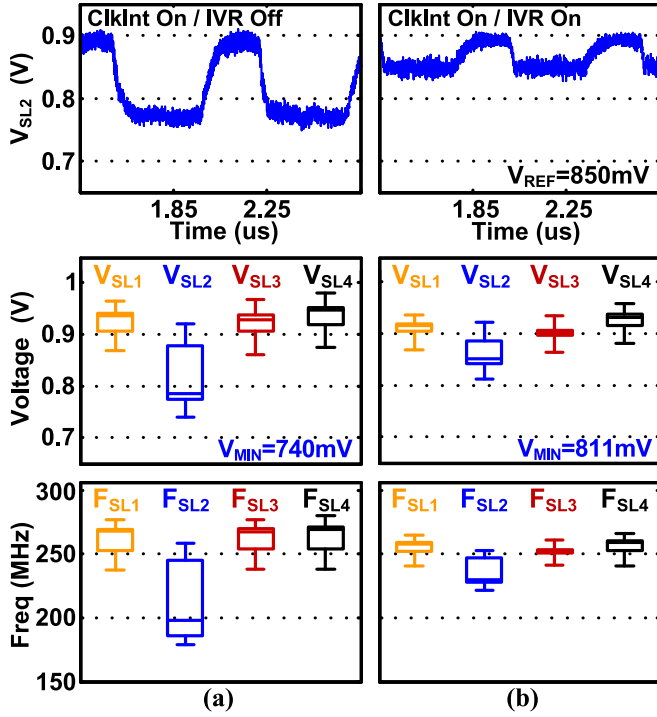 ClkInt On / IVR Off
ClkInt On / IVR On
V_SL2 (V)
0.9
0.8
0.7
V_REF=850mV
1.85 2.25
1.85 2.25
Time (us)
Time (us)
Voltage (V)
1
0.9
0.8
0.7
V_SL1 V_SL2 V_SL3 V_SL4
V_SL1 V_SL2 V_SL3 V_SL4
V_MIN=740mV
V_MIN=811mV
Freq (MHz)
300
250
200
150
F_SL1 F_SL2 F_SL3 F_SL4
F_SL1 F_SL2 F_SL3 F_SL4
(a)
(b)